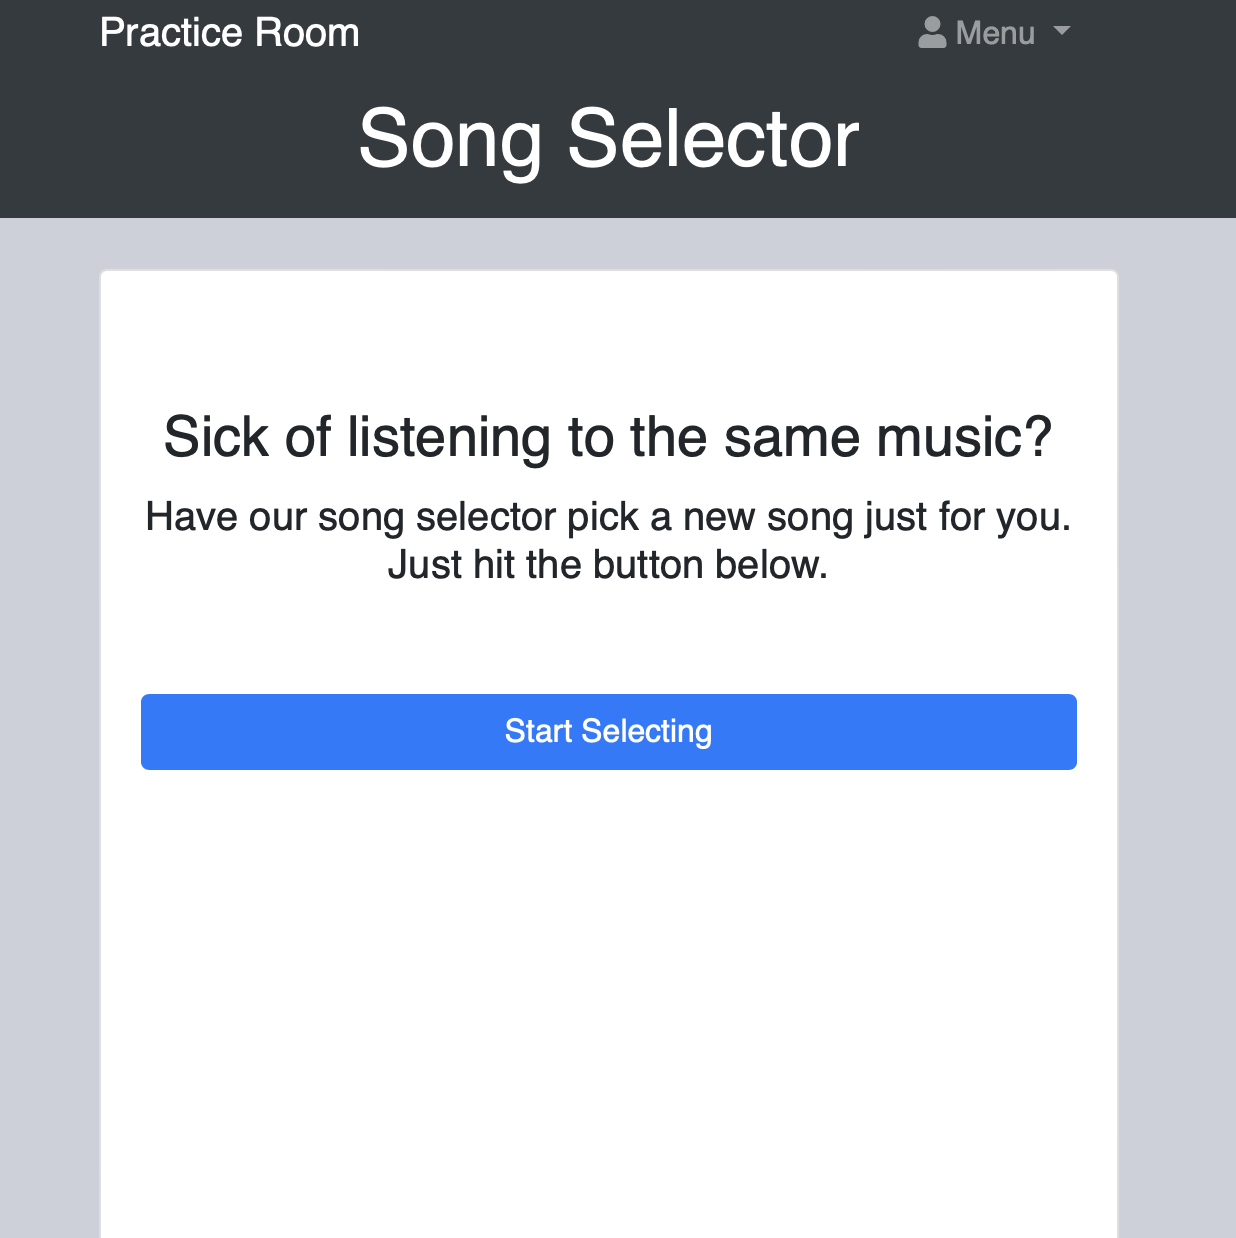 Practice Room
Menu
Song Selector
Sick of listening to the same music?
Have our song selector pick a new song just for you.
Just hit the button below.
Start Selecting